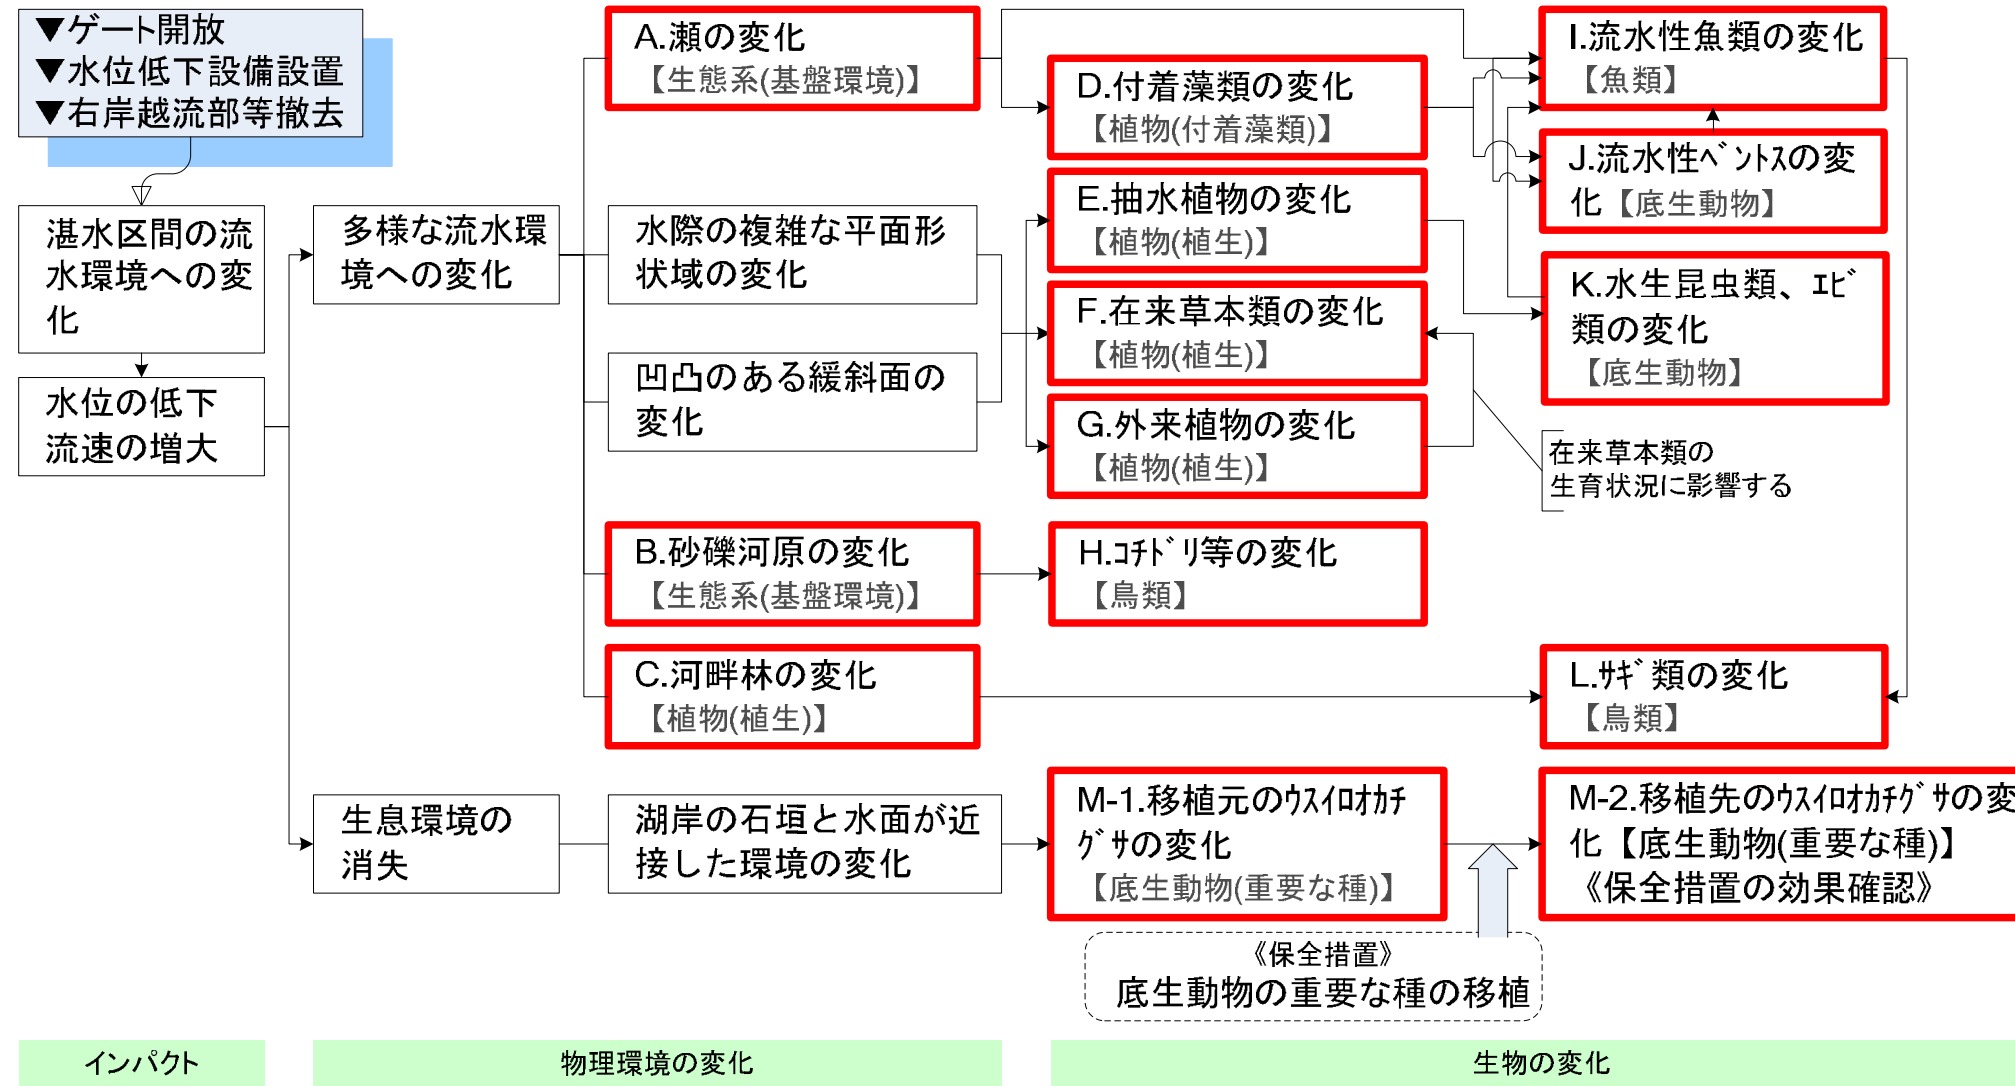 ▼ゲート開放
▼水位低下設備設置
▼右岸越流部等撤去
湛水区間の流
水環境への変
化
水位の低下
流速の増大
多様な流水環
境への変化
生息環境の
消失
A.瀬の変化
【生態系(基盤環境)】
水際の複雑な平面形
状域の変化
凹凸のある緩斜面の
変化
B.砂礫河原の変化
【生態系(基盤環境)】
C.河畔林の変化
【植物(植生)】
湖岸の石垣と水面が近
接した環境の変化
D.付着藻類の変化
【植物(付着藻類)】
E.抽水植物の変化
【植物(植生)】
F.在来草本類の変化
【植物(植生)】
G.外来植物の変化
【植物(植生)】
H.ｺﾁﾄﾞﾘ等の変化
【鳥類】
M-1.移植元のｳｽｲﾛｵｶﾁ
ｸﾞｻの変化
【底生動物(重要な種)】
I.流水性魚類の変化
【魚類】
J.流水性ﾍﾞﾝﾄｽの変
化【底生動物】
K.水生昆虫類、ｴﾋﾞ
類の変化
【底生動物】
在来草本類の
生育状況に影響する
L.ｻｷﾞ類の変化
【鳥類】
M-2.移植先のｳｽｲﾛｵｶﾁｸﾞｻの変
化【底生動物(重要な種)】
《保全措置の効果確認》
《保全措置》
底生動物の重要な種の移植
インパクト
物理環境の変化
生物の変化